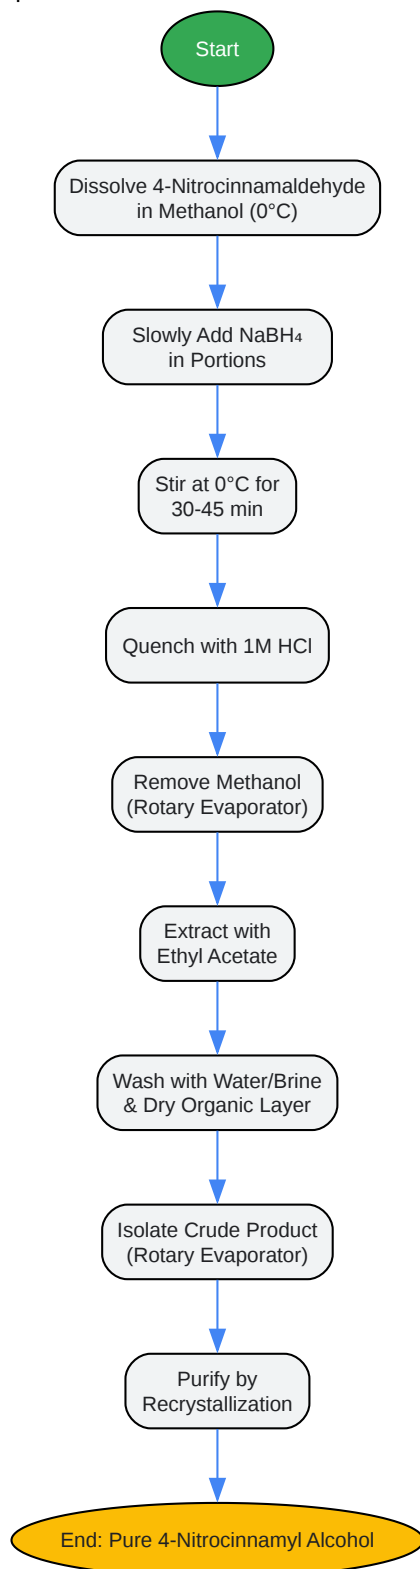 Start
Dissolve 4-Nitrocinnamaldehyde
in Methanol (0°C)
Slowly Add NaBH₄
in Portions
Stir at 0°C for
30-45 min
Quench with 1M HCl
Remove Methanol
(Rotary Evaporator)
Extract with
Ethyl Acetate
Wash with Water/Brine
& Dry Organic Layer
Isolate Crude Product
(Rotary Evaporator)
Purify by
Recrystallization
End: Pure 4-Nitrocinnamyl Alcohol